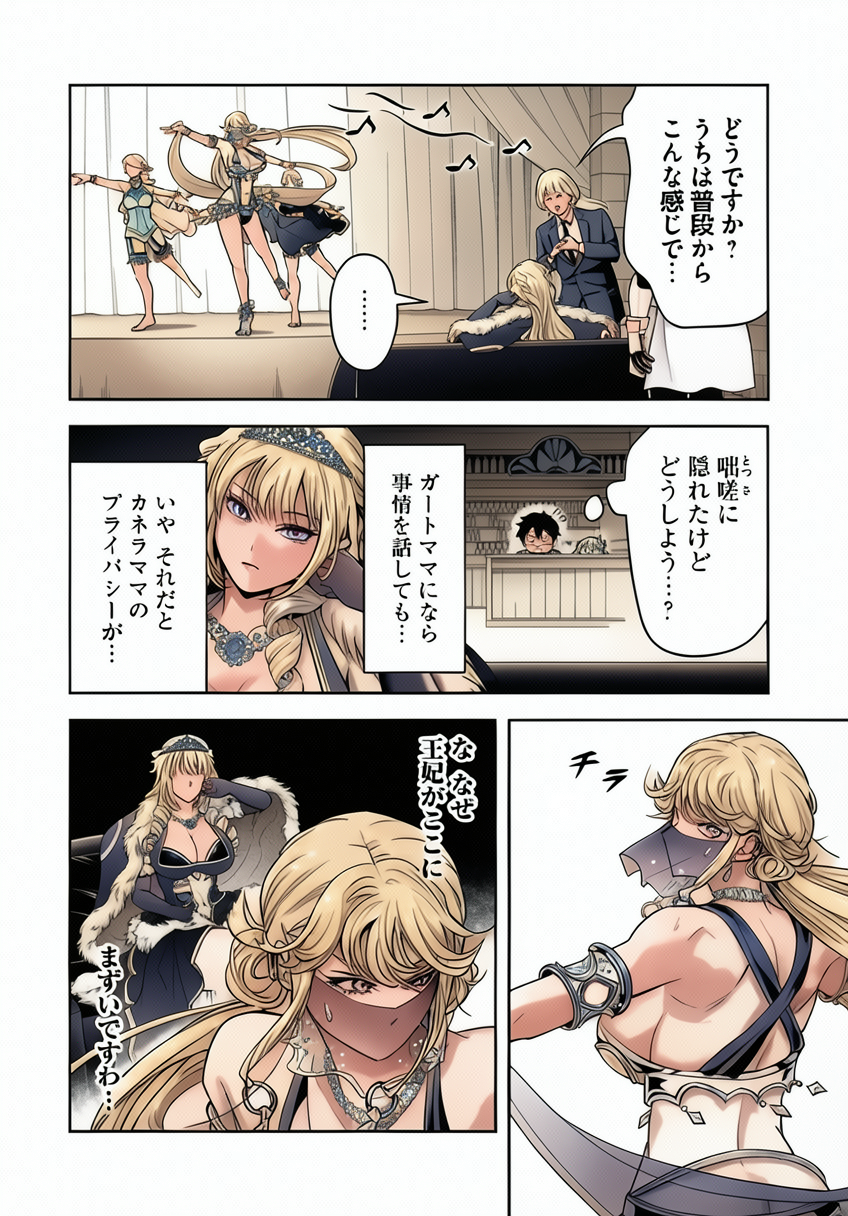 どうですか?
うちは普段から
こんな感じで…
……
咄嗟に
とっさ
隠れたけど
どうしよう…?
ガートママになら
事情を話しても…
いや それだと
カネラママの
プライバシーが…
チラ
な なぜ
王妃がここに
まずいですわ…